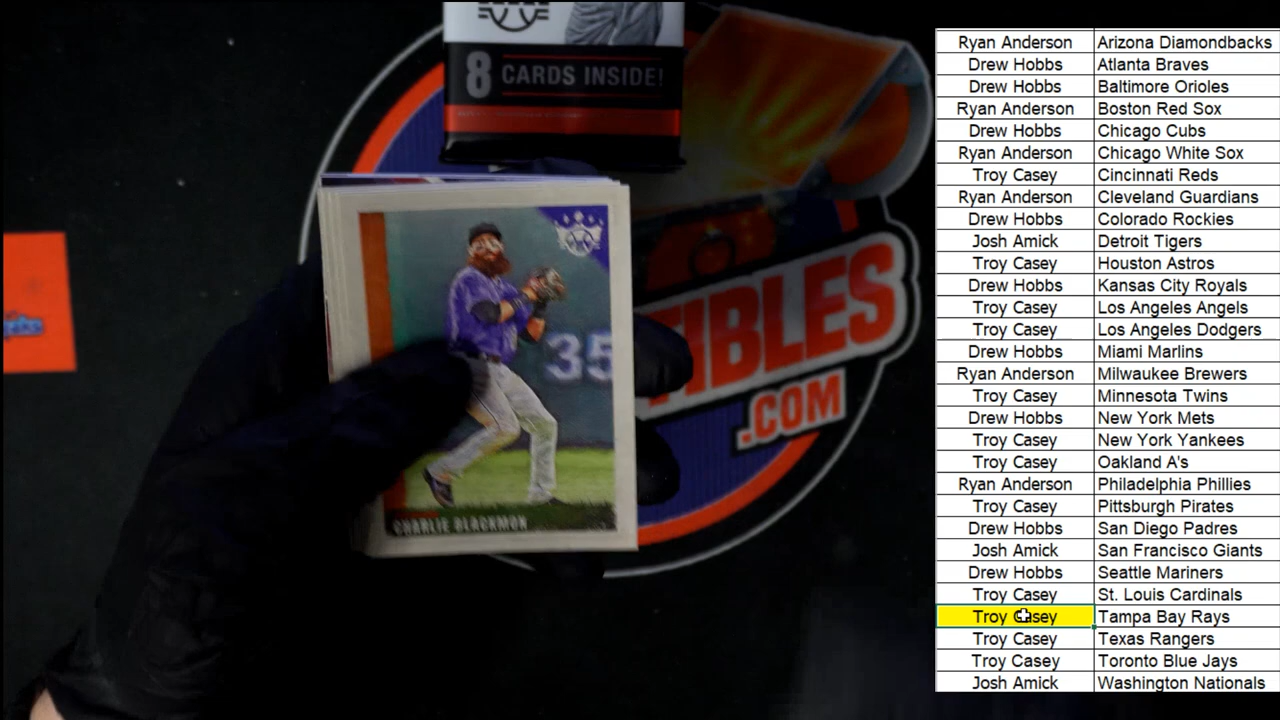 8 CARDS INSIDE!
35
CHARLIE BLACKMON
TIBLES
.COM
Ryan Anderson Arizona Diamondbacks
Drew Hobbs Atlanta Braves
Drew Hobbs Baltimore Orioles
Ryan Anderson Boston Red Sox
Drew Hobbs Chicago Cubs
Ryan Anderson Chicago White Sox
Troy Casey Cincinnati Reds
Ryan Anderson Cleveland Guardians
Drew Hobbs Colorado Rockies
Josh Amick Detroit Tigers
Troy Casey Houston Astros
Drew Hobbs Kansas City Royals
Troy Casey Los Angeles Angels
Troy Casey Los Angeles Dodgers
Drew Hobbs Miami Marlins
Ryan Anderson Milwaukee Brewers
Troy Casey Minnesota Twins
Drew Hobbs New York Mets
Troy Casey New York Yankees
Troy Casey Oakland A's
Ryan Anderson Philadelphia Phillies
Troy Casey Pittsburgh Pirates
Drew Hobbs San Diego Padres
Josh Amick San Francisco Giants
Drew Hobbs Seattle Mariners
Troy Casey St. Louis Cardinals
Troy Casey Tampa Bay Rays
Troy Casey Texas Rangers
Troy Casey Toronto Blue Jays
Josh Amick Washington Nationals